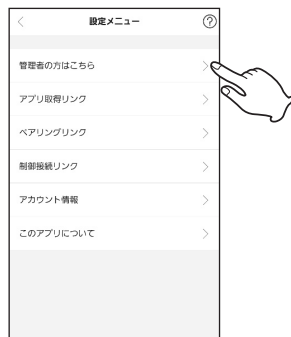 設定メニュー
管理者の方はこちら
アプリ取得リンク
ペアリングリンク
制御接続リンク
アカウント情報
このアプリについて